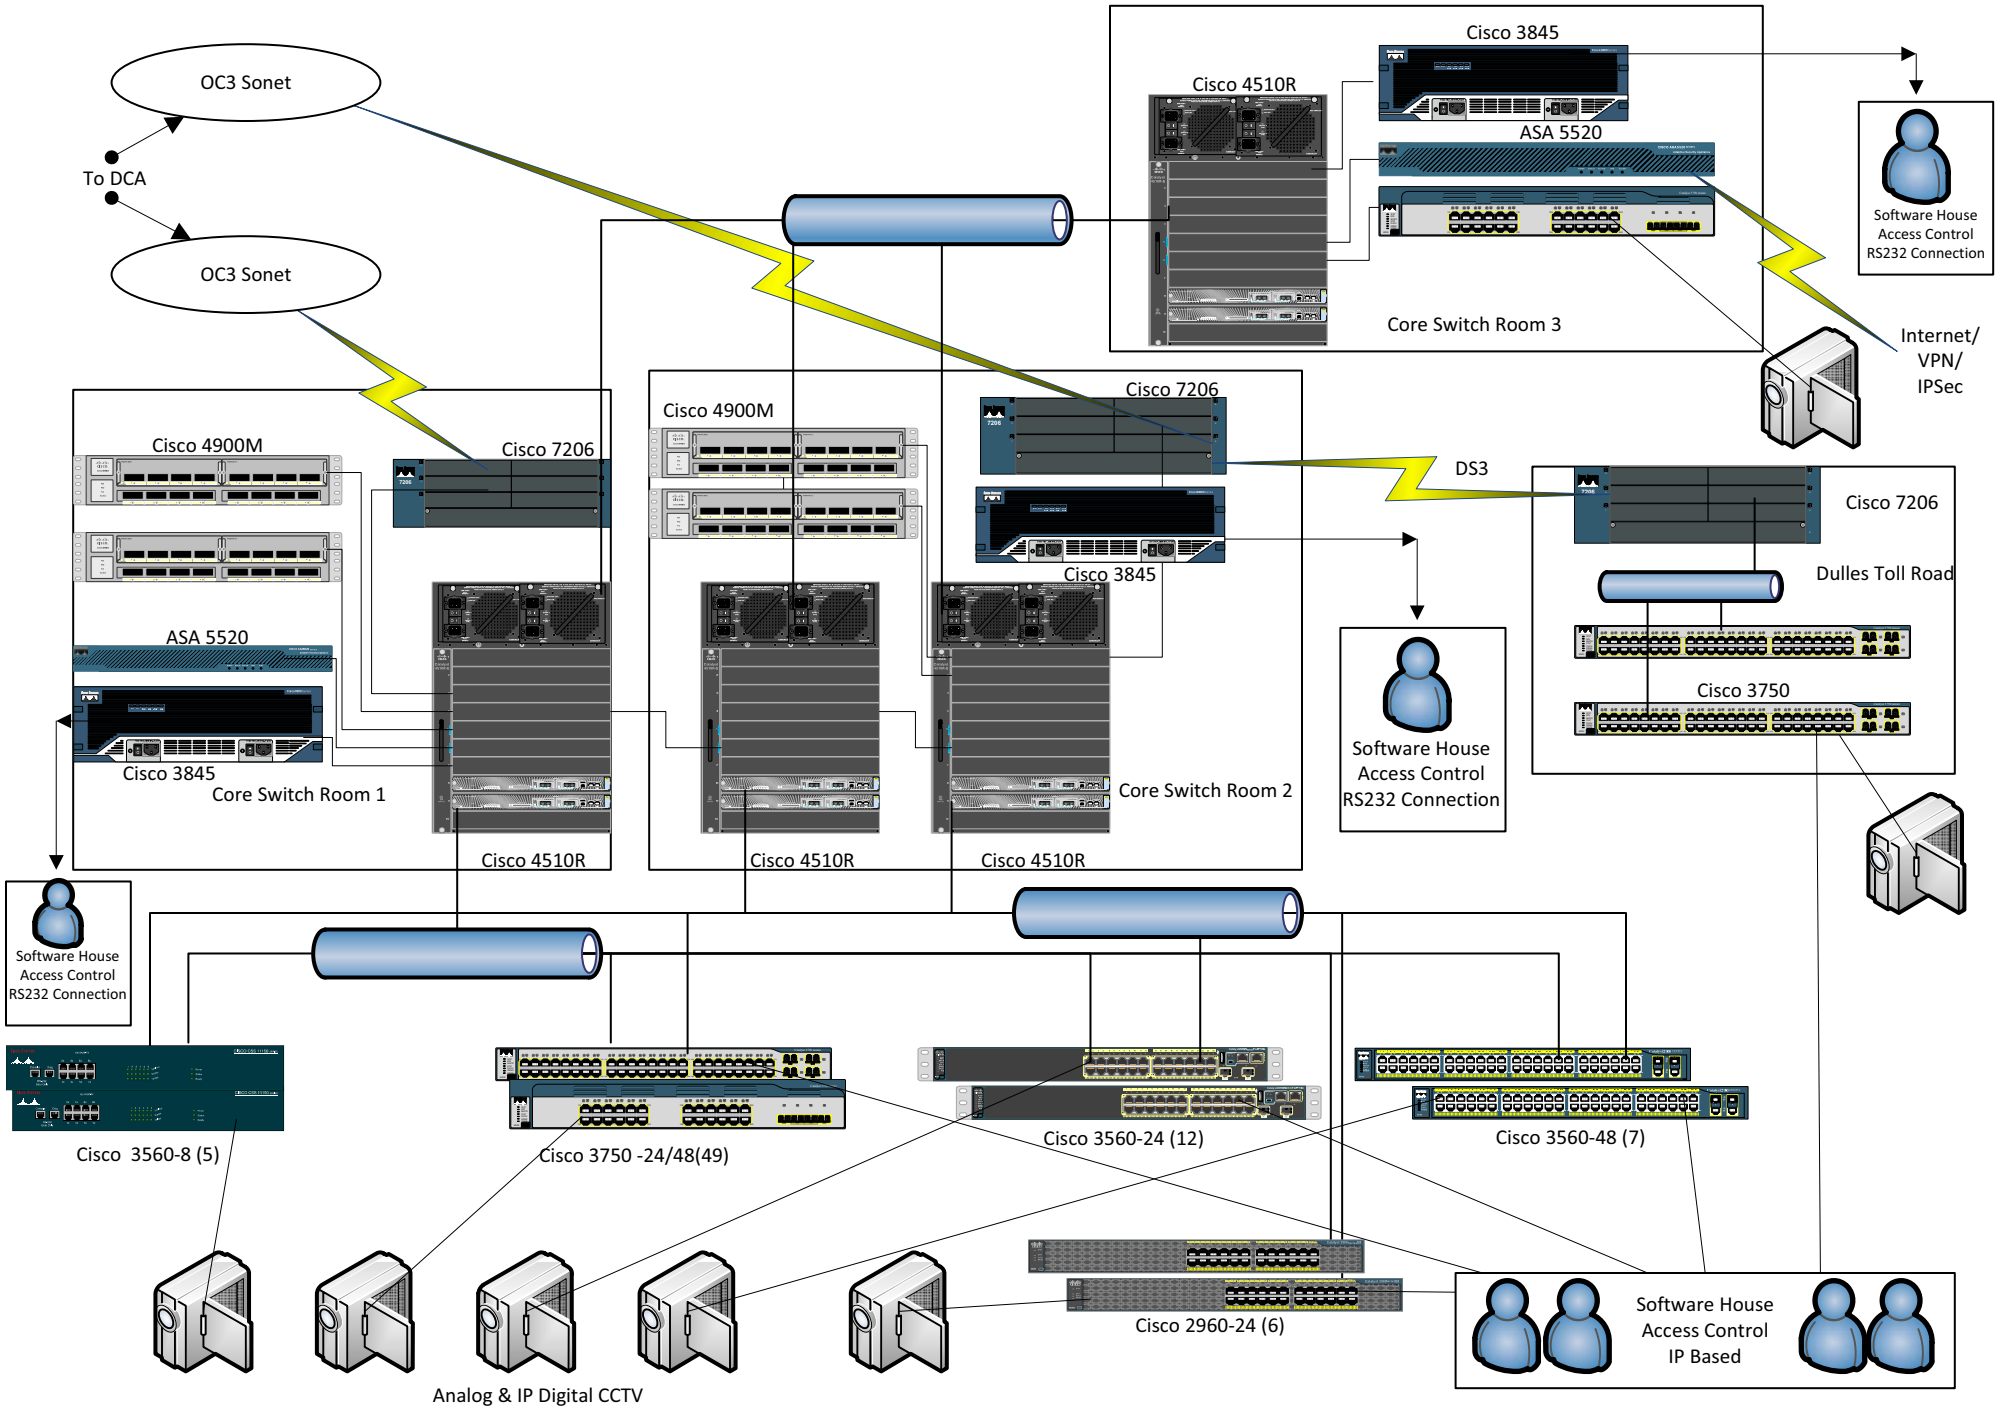 OC3 Sonet
To DCA
OC3 Sonet
Cisco 3845
Cisco 4510R
ASA 5520
Core Switch Room 3
Software House
Access Control
RS232 Connection
Internet/
VPN/
IPSec
Cisco 4900M
Cisco 7206
7206
ASA 5520
Cisco 3845
Core Switch Room 1
Cisco 4510R
Cisco 4900M
Cisco 7206
7206
Cisco 3845
Cisco 4510R
Cisco 4510R
Core Switch Room 2
DS3
Software House
Access Control
RS232 Connection
7206
Cisco 7206
Dulles Toll Road
Cisco 3750
Software House
Access Control
RS232 Connection
Cisco 3560-8 (5)
Cisco 3750 -24/48(49)
Cisco 3560-24 (12)
Cisco 3560-48 (7)
Cisco 2960-24 (6)
Software House
Access Control
IP Based
Analog & IP Digital CCTV